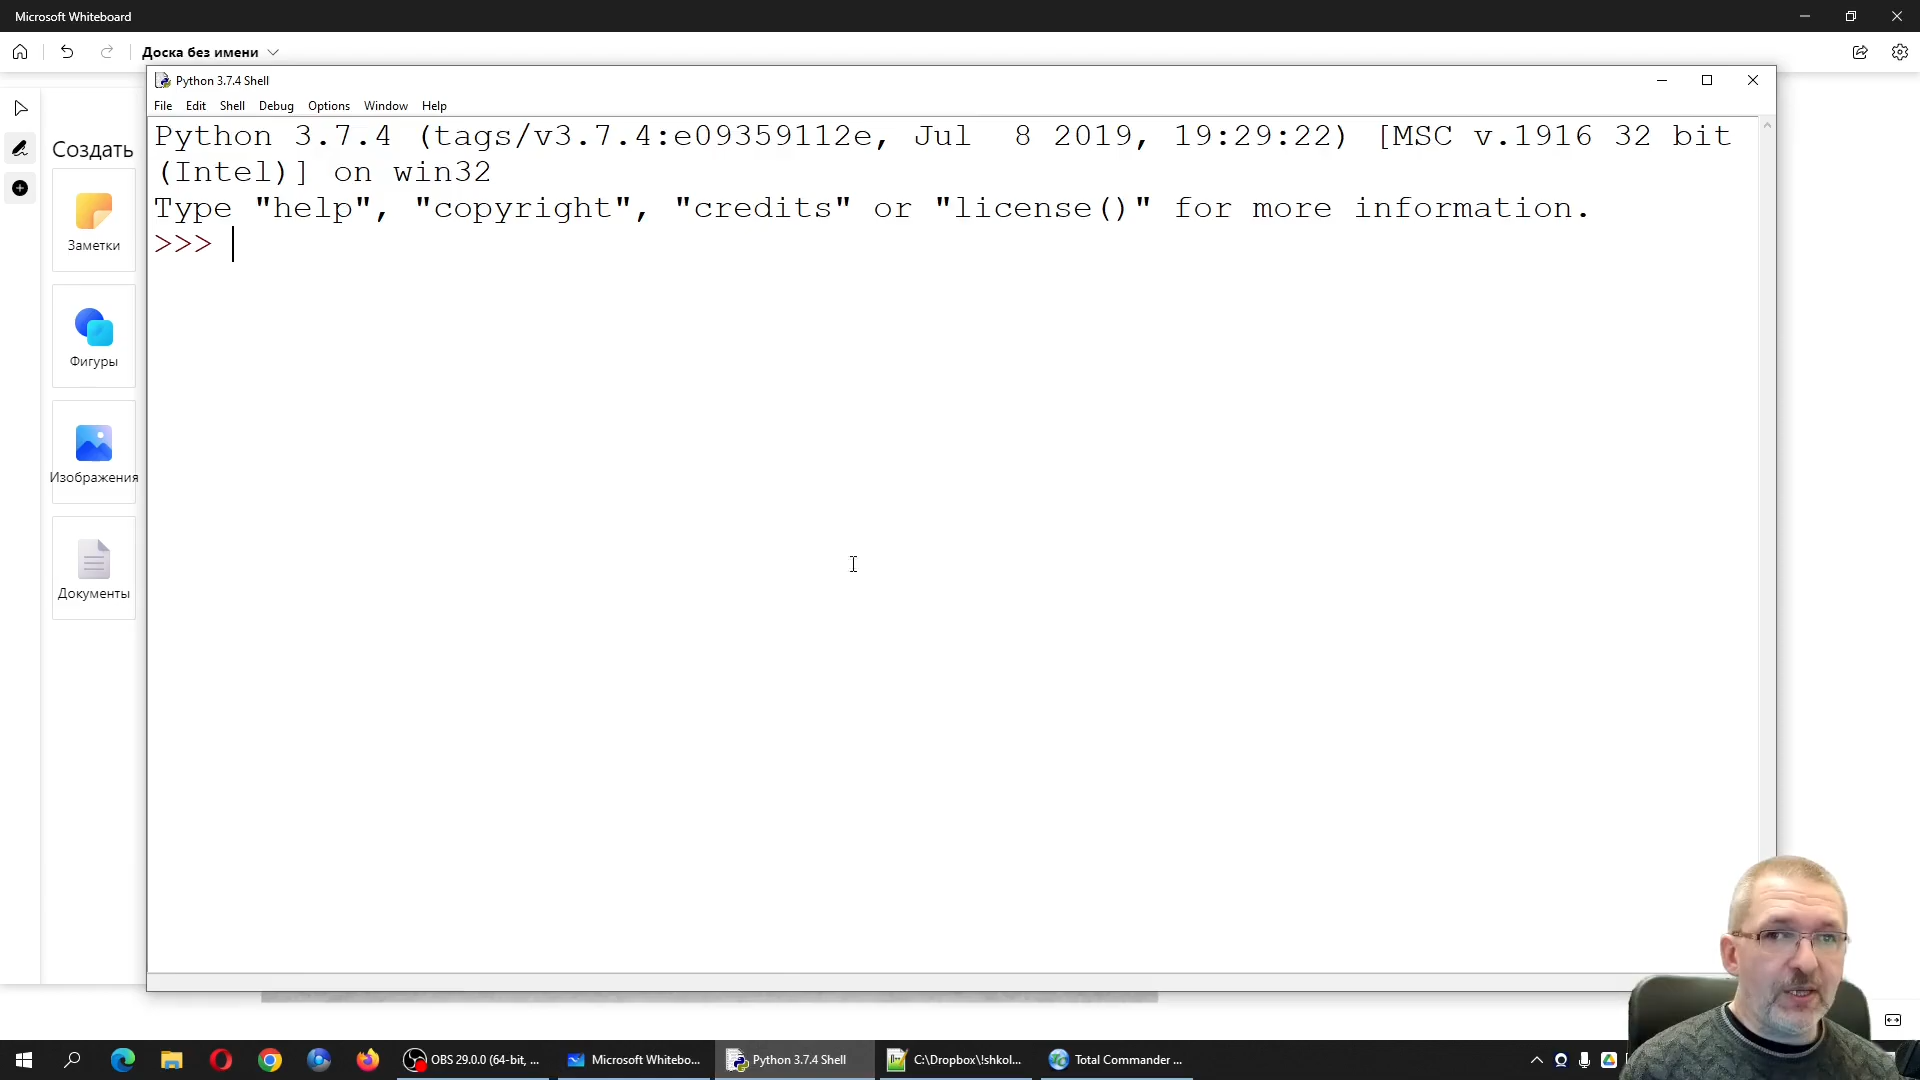 Microsoft Whiteboard
Доска без имени
Python 3.7.4 Shell
File Edit Shell Debug Options Window Help
Python 3.7.4 (tags/v3.7.4:e09359112e, Jul  8 2019, 19:29:22) [MSC v.1916 32 bit
(Intel)] on win32
Type "help", "copyright", "credits" or "license()" for more information.
>>>
Создать
Заметки
Фигуры
Изображения
Документы
OBS 29.0.0 (64-bit, ...
Microsoft Whitebo...
Python 3.7.4 Shell
C:\Dropbox\!shkol...
Total Commander ...